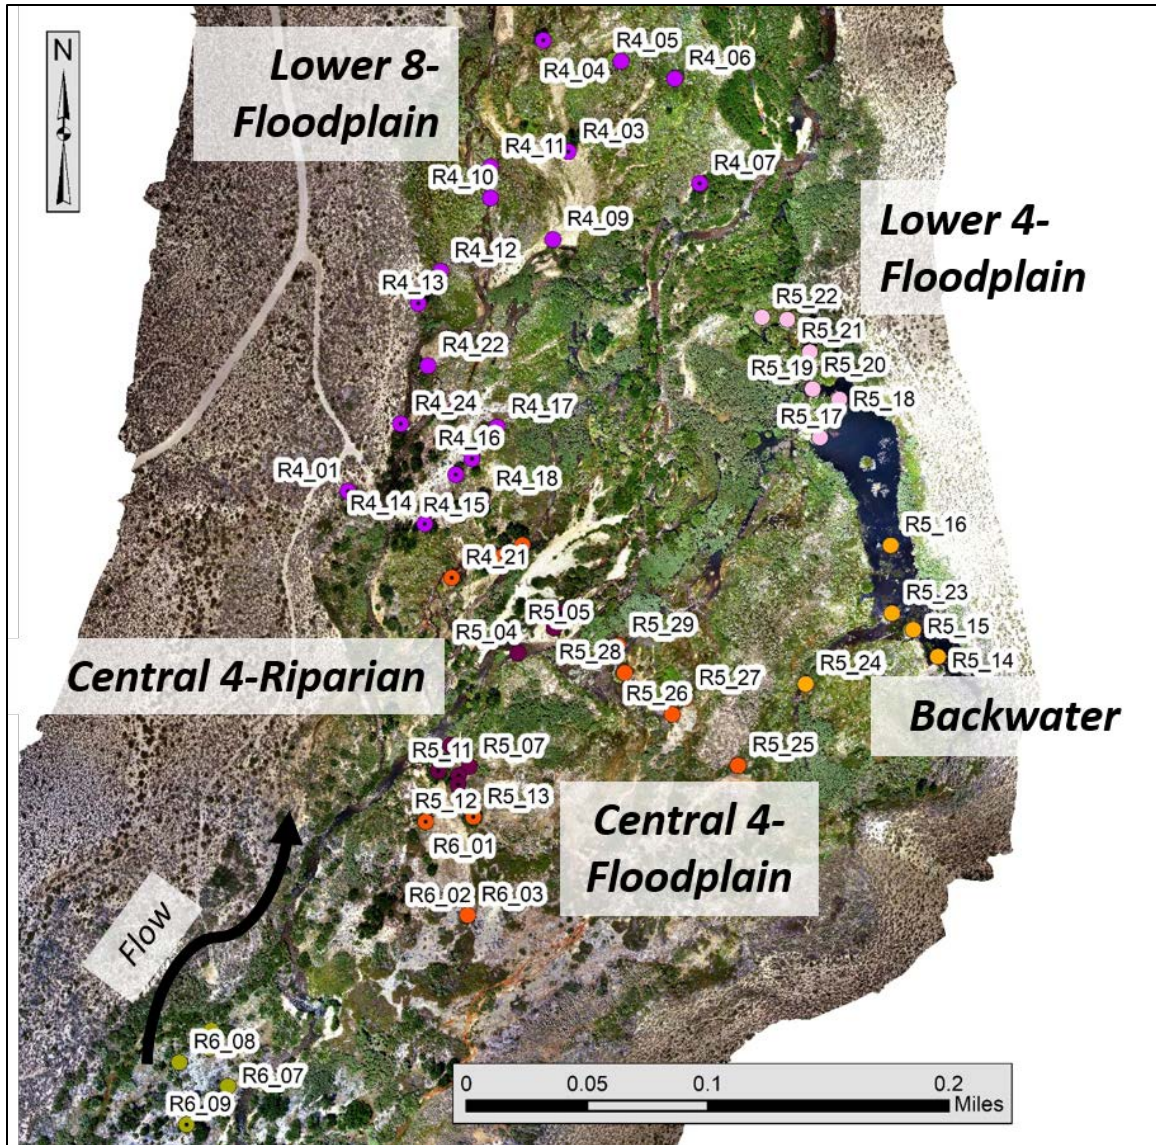 N
Lower 8-
Floodplain
R4_05
R4_04
R4_06
R4_11
R4_03
R4_10
R4_07
R4_09
Lower 4-
Floodplain
R4_12
R4_13
R5_22
R5_21
R4_22
R5_19
R5_20
R5_18
R4_24
R4_17
R5_17
R4_16
R4_01
R4_18
R4_14
R4_15
R5_16
R4_21
R5_23
R5_05
R5_15
R5_04
R5_29
R5_28
R5_24
R5_14
Central 4-Riparian
R5_27
R5_26
Backwater
R5_11
R5_07
R5_25
R5_12
R5_13
R6_01
Central 4-
Floodplain
R6_02
R6_03
Flow
R6_08
R6_07
R6_09
0 0.05 0.1 0.2
Miles